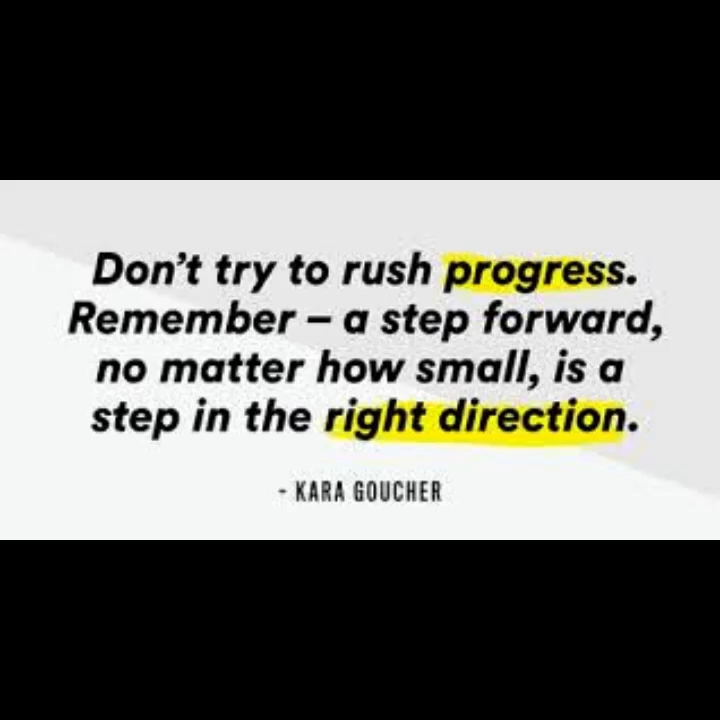 Don't try to rush progress.
Remember – a step forward,
no matter how small, is a
step in the right direction.
- KARA GOUCHER